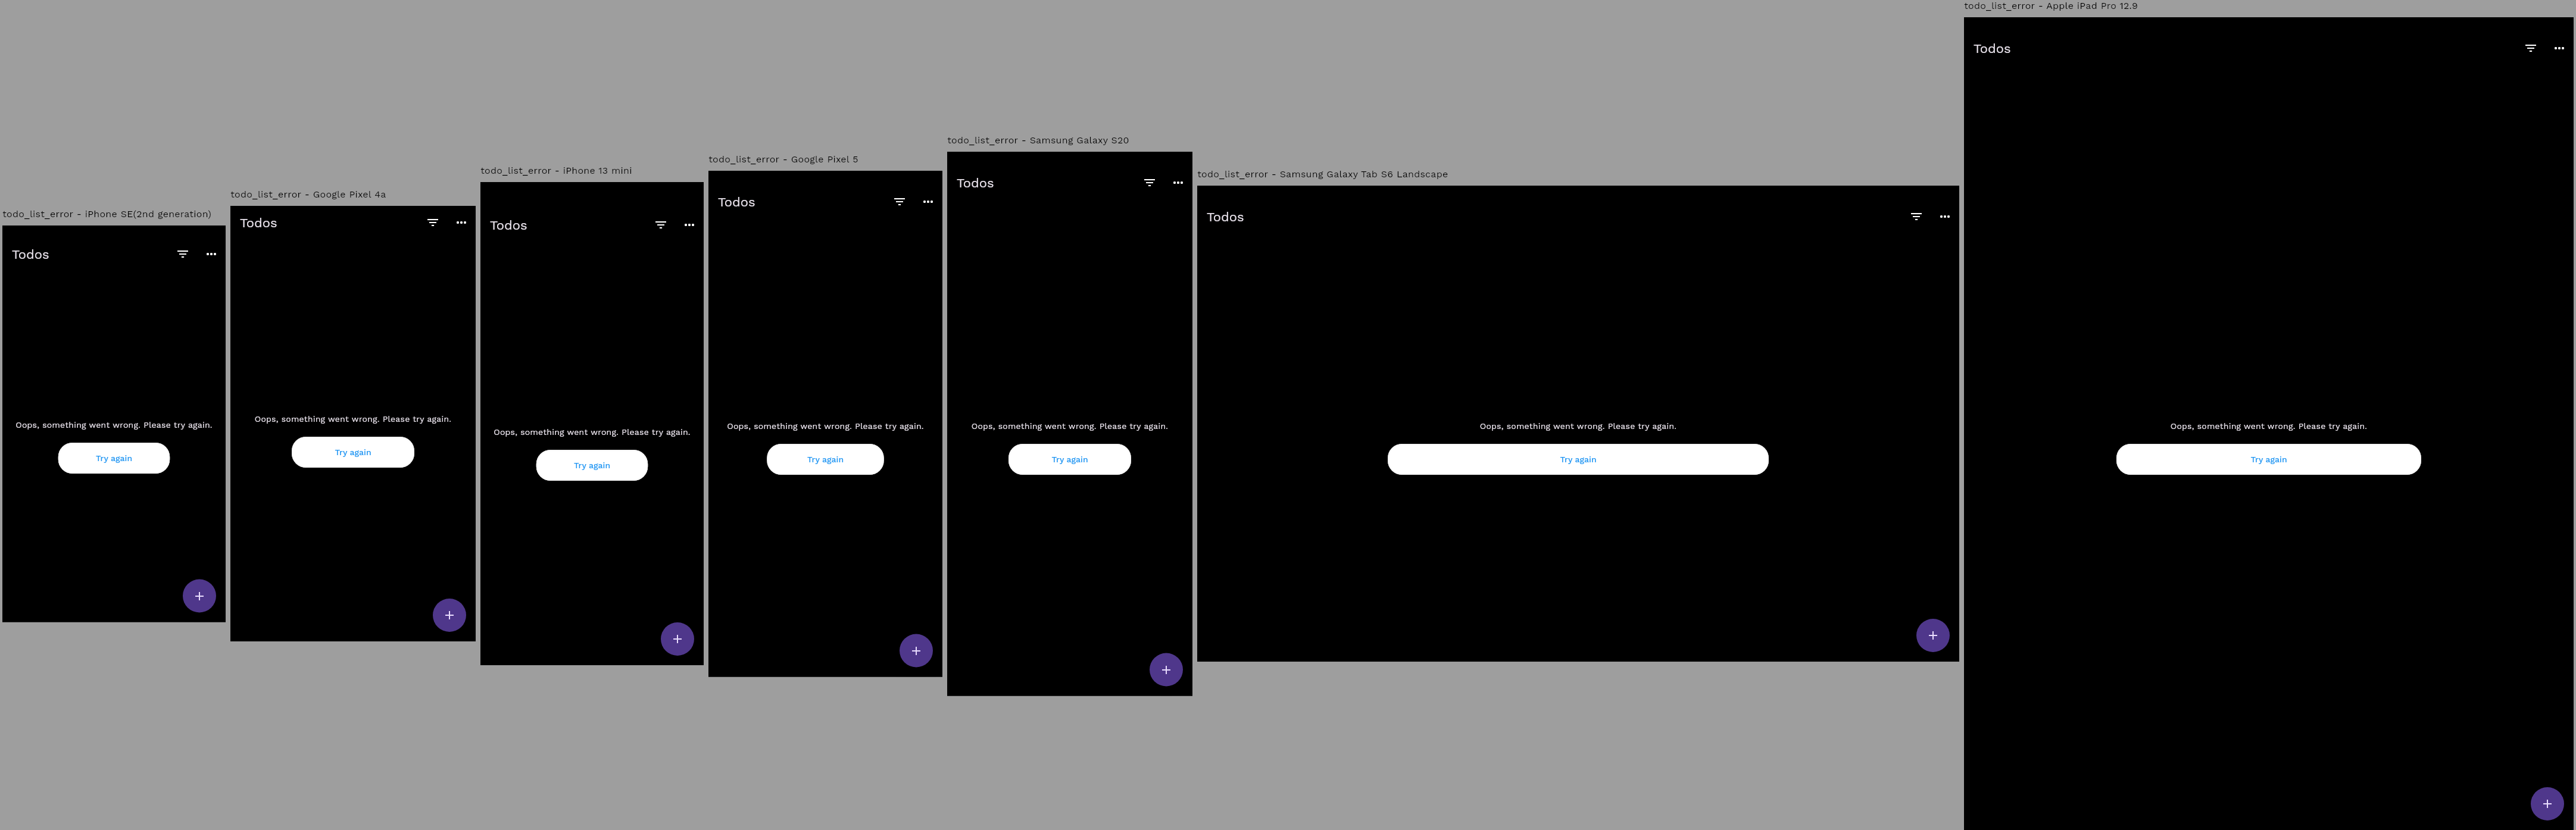 todo_list_error - iPhone SE(2nd generation)
Todos
Oops, something went wrong. Please try again.
Try again
todo_list_error - Google Pixel 4a
Todos
Oops, something went wrong. Please try again.
Try again
todo_list_error - iPhone 13 mini
Todos
Oops, something went wrong. Please try again.
Try again
todo_list_error - Google Pixel 5
Todos
Oops, something went wrong. Please try again.
Try again
todo_list_error - Samsung Galaxy S20
Todos
Oops, something went wrong. Please try again.
Try again
todo_list_error - Samsung Galaxy Tab S6 Landscape
Todos
Oops, something went wrong. Please try again.
Try again
todo_list_error - Apple iPad Pro 12.9
Todos
Oops, something went wrong. Please try again.
Try again